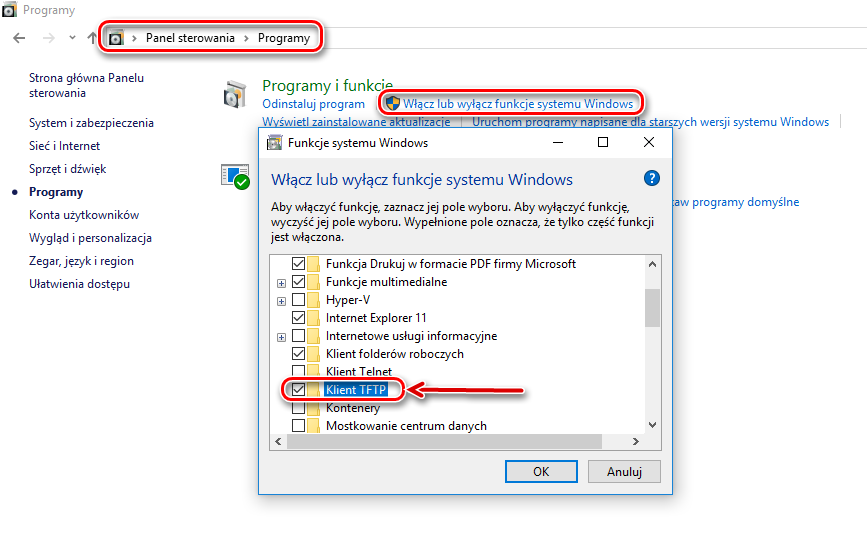 Programy
Panel sterowania > Programy
Strona główna Panelu
sterowania
System i zabezpieczenia
Sieć i Internet
Sprzęt i dźwięk
Programy
Konta użytkowników
Wygląd i personalizacja
Zegar, język i region
Ułatwienia dostępu
Programy i funkcje
Odinstaluj program
Włącz lub wyłącz funkcje systemu Windows
Wyświetl zainstalowane aktualizacje
Uruchom programy napisane dla starszych wersji systemu Windows
taw programy domyślne
Funkcje systemu Windows
Włącz lub wyłącz funkcje systemu Windows
?
Aby włączyć funkcję, zaznacz jej pole wyboru. Aby wyłączyć funkcję,
wyczyść jej pole wyboru. Wypełnione pole oznacza, że tylko część funkcji
jest włączona.
Funkcja Drukuj w formacie PDF firmy Microsoft
Funkcje multimedialne
Hyper-V
Internet Explorer 11
Internetowe usługi informacyjne
Klient folderów roboczych
Klient Telnet
Klient TFTP
Kontenery
Mostkowanie centrum danych
OK
Anuluj